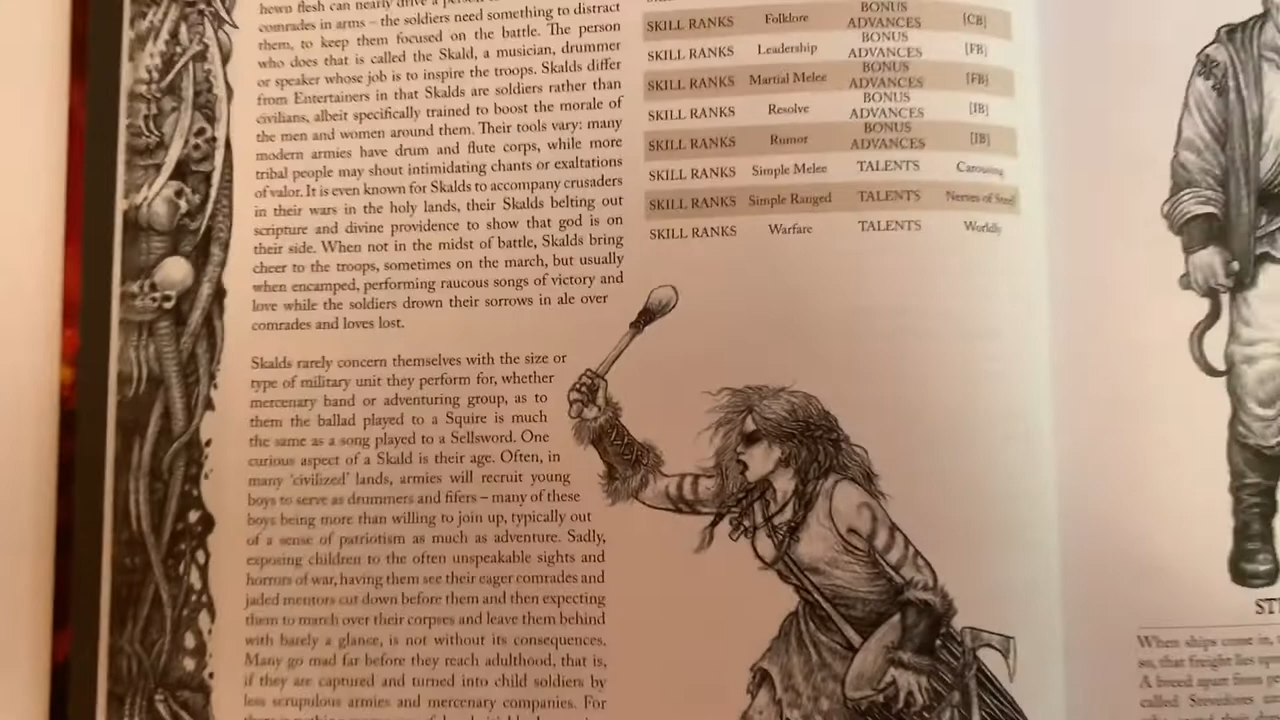 hewn flesh can nearly drive a
comrades in arms – the soldiers need something to distract
them, to keep them focused on the battle. The person
who does that is called the Skald, a musician, drummer
or speaker whose job is to inspire the troops. Skalds differ
from Entertainers in that Skalds are soldiers rather than
civilians, albeit specifically trained to boost the morale of
the men and women around them. Their tools vary: many
modern armies have drum and flute corps, while more
tribal people may shout intimidating chants or exaltations
of valor. It is even known for Skalds to accompany crusaders
in their wars in the holy lands, their Skalds belting out
scripture and divine providence to show that god is on
their side. When not in the midst of battle, Skalds bring
cheer to the troops, sometimes on the march, but usually
when encamped, performing raucous songs of victory and
love while the soldiers drown their sorrows in ale over
comrades and loves lost.
Skalds rarely concern themselves with the size or
type of military unit they perform for, whether
mercenary band or adventuring group, as to
them the ballad played to a Squire is much
the same as a song played to a Sellsword. One
curious aspect of a Skald is their age. Often, in
many 'civilized' lands, armies will recruit young
boys to serve as drummers and fifers – many of these
boys being more than willing to join up, typically out
of a sense of patriotism as much as adventure. Sadly,
exposing children to the often unspeakable sights and
horrors of war, having them see their eager comrades and
jaded mentors cut down before them and then expecting
them to march over their corpses and leave them behind
with barely a glance, is not without its consequences.
Many go mad far before they reach adulthood, that is,
if they are captured and turned into child soldiers by
less scrupulous armies and mercenary companies. For
SKILL RANKS Folklore BONUS ADVANCES [CB]
SKILL RANKS Leadership BONUS ADVANCES [FB]
SKILL RANKS Martial Melee BONUS ADVANCES [FB]
SKILL RANKS Resolve BONUS ADVANCES [IB]
SKILL RANKS Rumor BONUS ADVANCES [IB]
SKILL RANKS Simple Melee TALENTS Carousing
SKILL RANKS Simple Ranged TALENTS Nerves of Steel
SKILL RANKS Warfare TALENTS Worldly
ST
When ships come in,
so, that freight lies
A breed apart from
called Stevedores